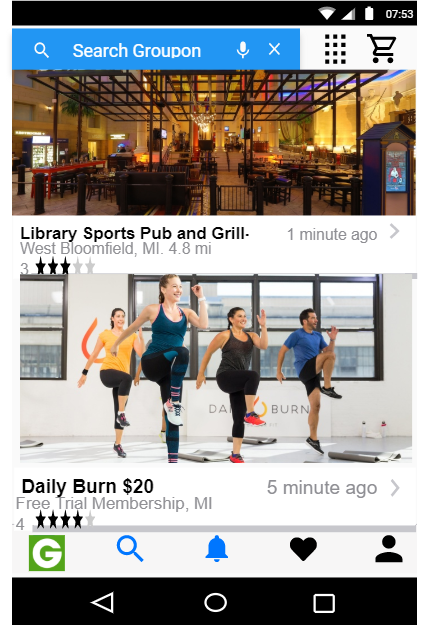 07:53
Search Groupon
Library Sports Pub and Grill-
1 minute ago
West Bloomfield, MI. 4.8 mi
3
DAILY BURN
Daily Burn $20
5 minute ago
Free Trial Membership, MI
-4
G